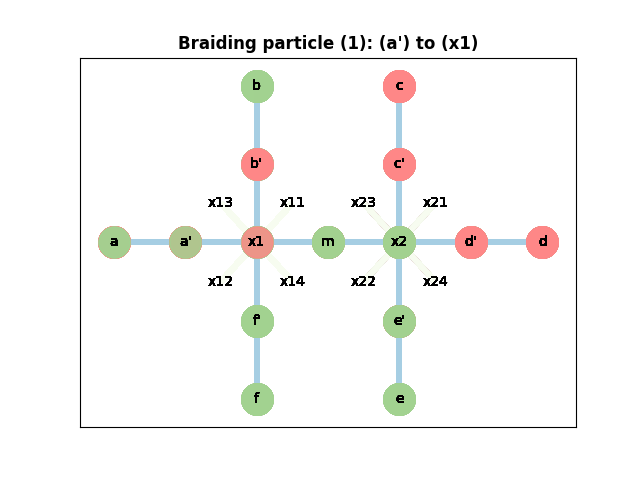 Braiding particle (1): (a') to (x1)
b c
b' c'
x13 x11 x23 x21
a a' x1 m x2 d' d
x12 x14 x22 x24
f' e'
f e